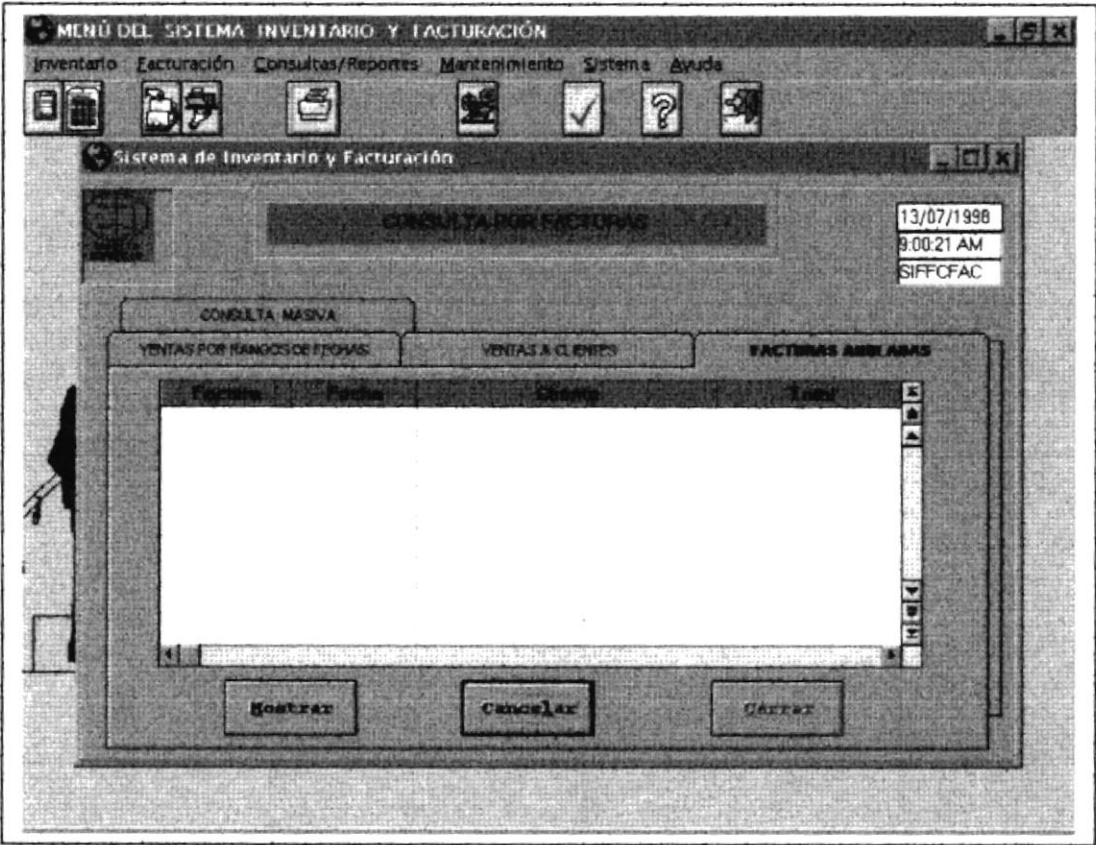 MENÚ DEL SISTEMA INVENTARIO Y FACTURACIÓN
Inventario Facturación Consultas/Reportes Mantenimiento Sistema Ayuda
Sistema de Inventario y Facturación
CONSULTA POR FACTURAS
13/07/1998
9:00:21 AM
SIFFCFAC
CONSULTA MASIVA
VENTAS POR RANGOS DE FECHAS VENTAS A CLIENTES FACTURAS ANULADAS
Factura Fecha Cliente Total
Mostrar Cancelar Cerrar